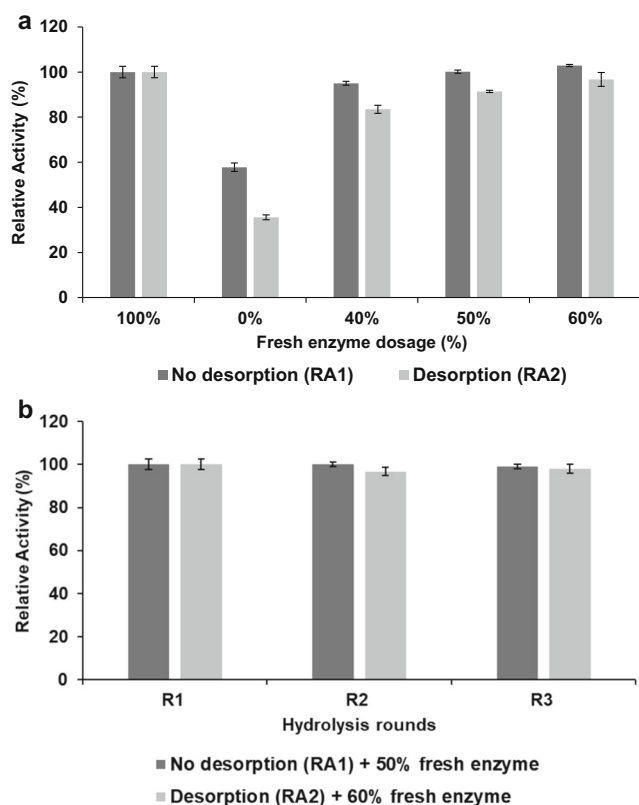 a
120
100
80
60
40
20
0
Relative Activity (%)
100% 0% 40% 50% 60%
Fresh enzyme dosage (%)
No desorption (RA1) Desorption (RA2)
b
120
100
80
60
40
20
0
Relative Activity (%)
R1 R2 R3
Hydrolysis rounds
No desorption (RA1) + 50% fresh enzyme
Desorption (RA2) + 60% fresh enzyme